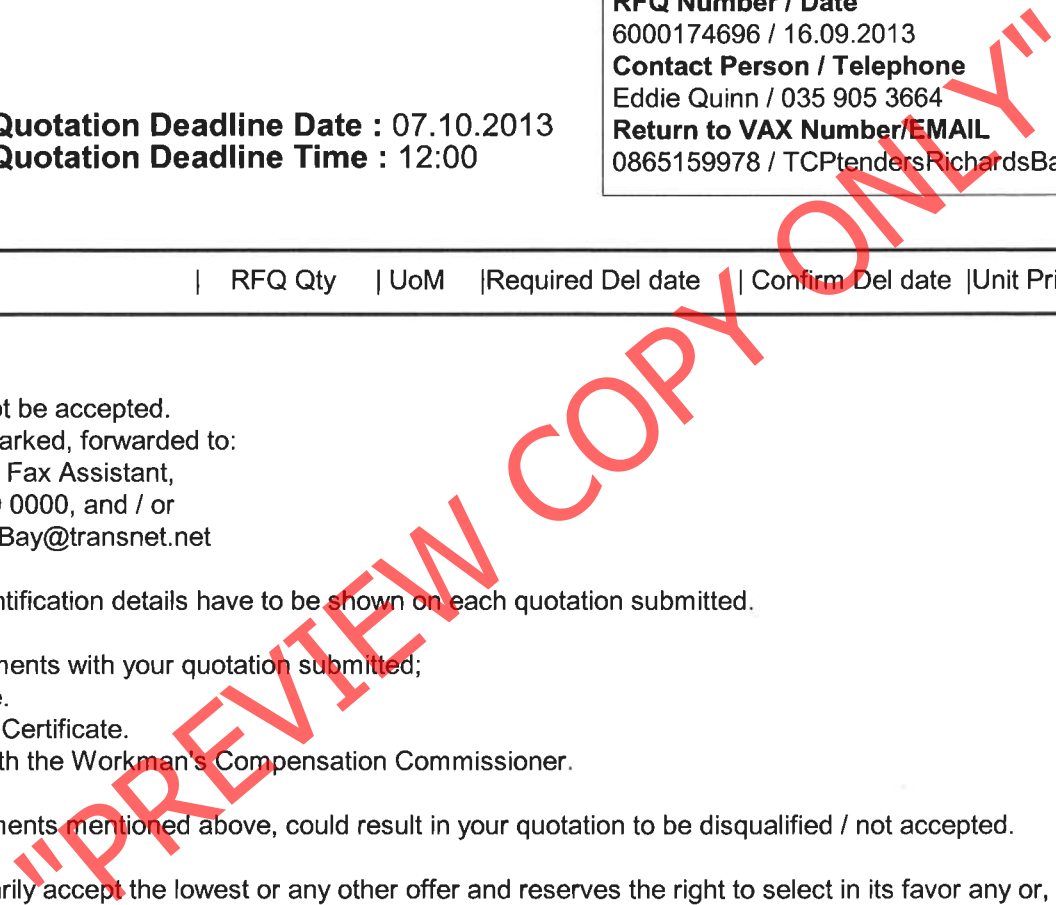 RFQ Number / Date
6000174696 / 16.09.2013
Contact Person / Telephone
Eddie Quinn / 035 905 3664
Quotation Deadline Date : 07.10.2013
Return to VAX Number/EMAIL
Quotation Deadline Time : 12:00
0865159978 / TCPtendersRichardsBa
| RFQ Qty | UoM |Required Del date | Confirm Del date |Unit Pri
ot be accepted.
arked, forwarded to:
Fax Assistant,
0000, and / or
Bay@transnet.net
ntification details have to be shown on each quotation submitted.
ments with your quotation submitted;
e.
Certificate.
th the Workman's Compensation Commissioner.
ments mentioned above, could result in your quotation to be disqualified / not accepted.
arily accept the lowest or any other offer and reserves the right to select in its favor any or,
"PREVIEW COPY ONLY"